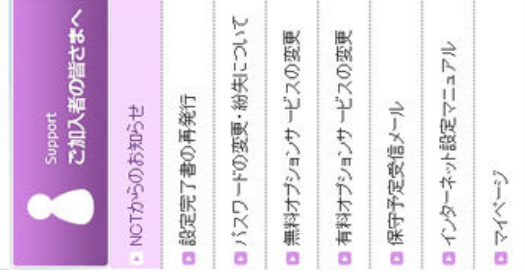 Support
ご加入者の皆さまへ
NCTからのお知らせ
設定完了書の再発行
パスワードの変更・紛失について
無料オプションサービスの変更
有料オプションサービスの変更
保守予定受信メール
インターネット設定マニュアル
マイページ